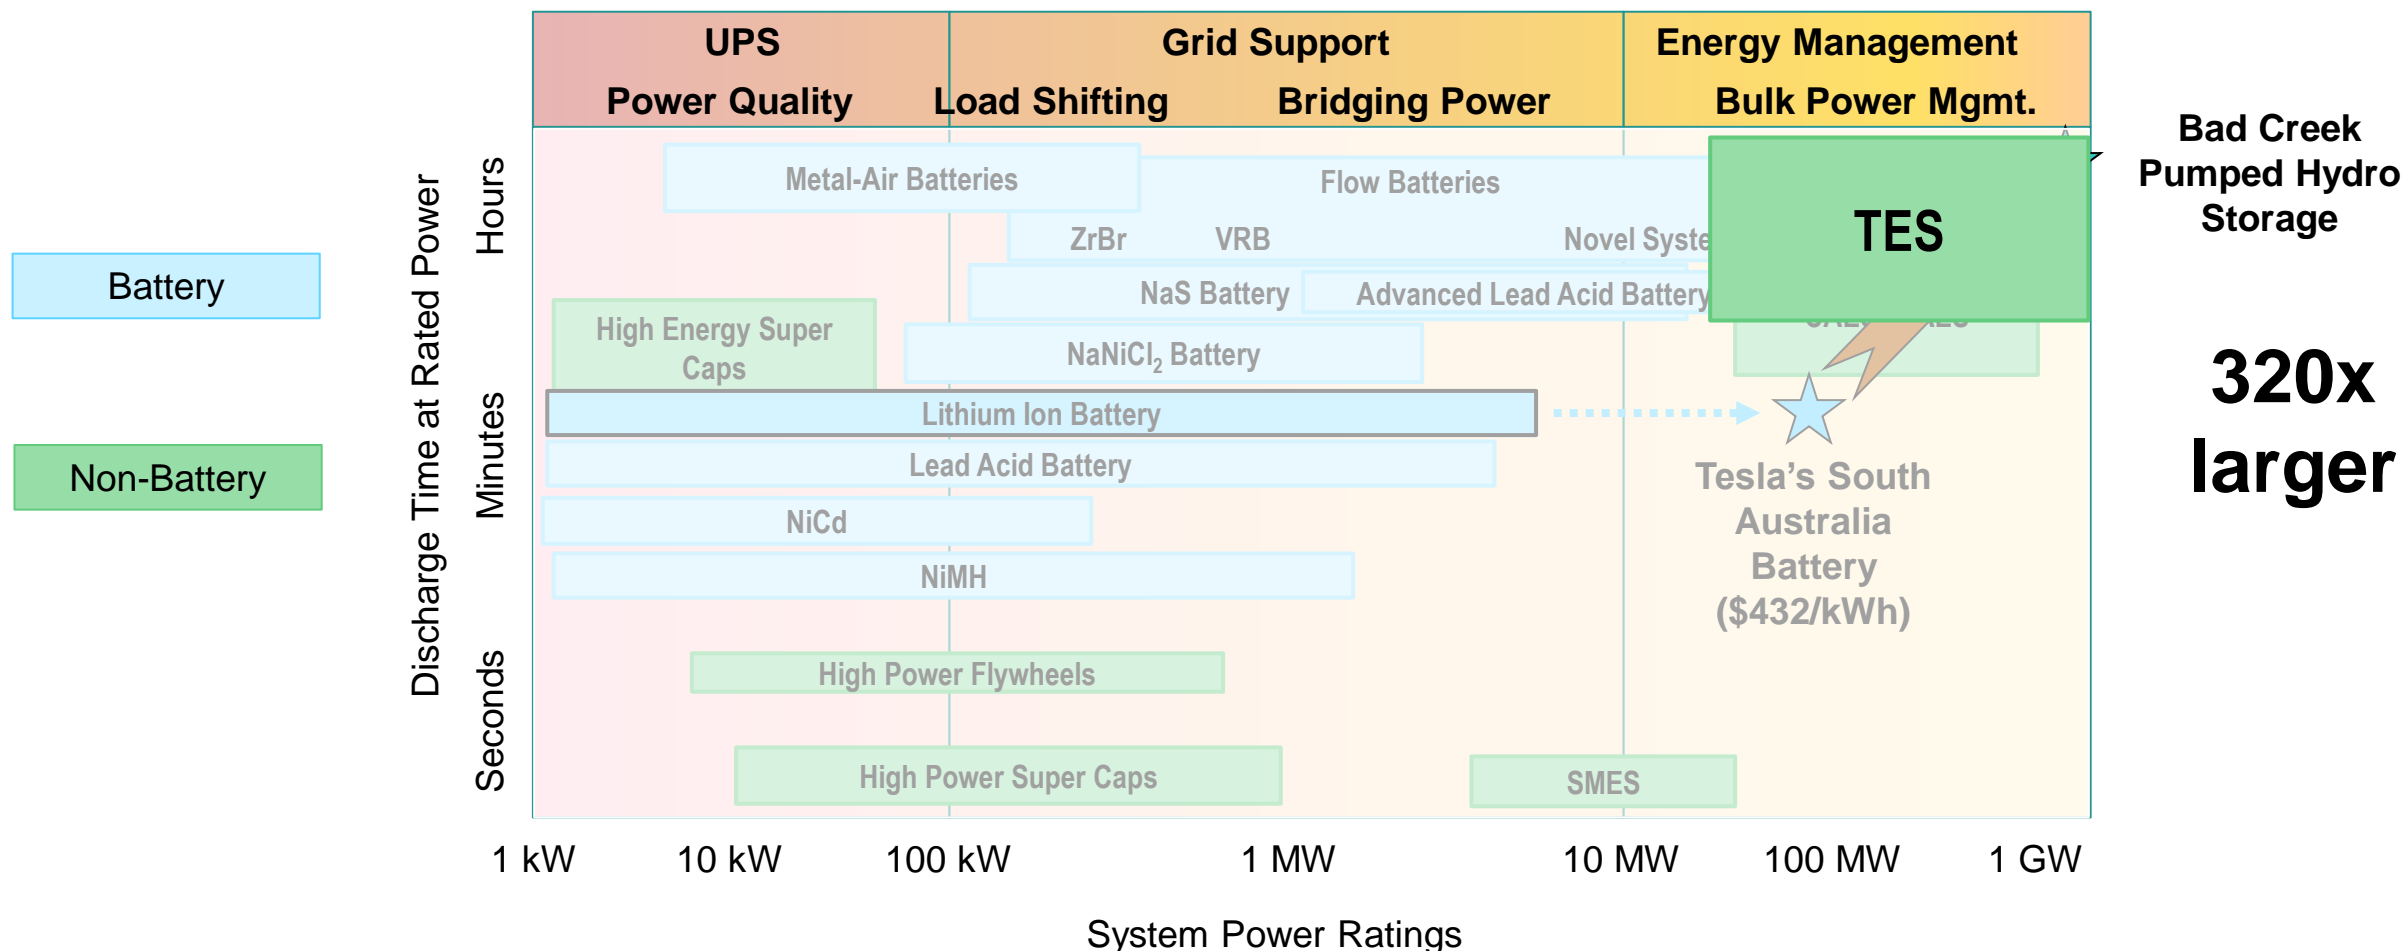 UPS
Grid Support
Energy Management
Power Quality
Load Shifting
Bridging Power
Bulk Power Mgmt.
Bad Creek
Pumped Hydro
Storage
320x
larger
Battery
Non-Battery
Discharge Time at Rated Power
Hours
Minutes
Seconds
Metal-Air Batteries
Flow Batteries
TES
ZrBr
VRB
Novel Syste
NaS Battery
Advanced Lead Acid Battery
High Energy Super
Caps
NaNiCl2 Battery
Lithium Ion Battery
Lead Acid Battery
NiCd
NiMH
Tesla’s South
Australia
Battery
($432/kWh)
High Power Flywheels
High Power Super Caps
SMES
1 kW
10 kW
100 kW
1 MW
10 MW
100 MW
1 GW
System Power Ratings